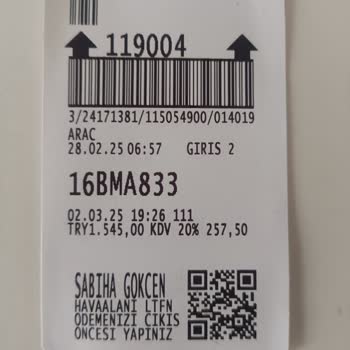 119004
3/24171381/115054900/014019
ARAC
28.02.25 06:57 GIRIS 2
16BMA833
02.03.25 19:26 111
TRY1.545,00 KDV 20% 257,50
SABIHA GOKCEN
HAVAALANI LTFN
ODEMENIZI CIKIS
ONCESI YAPINIZ